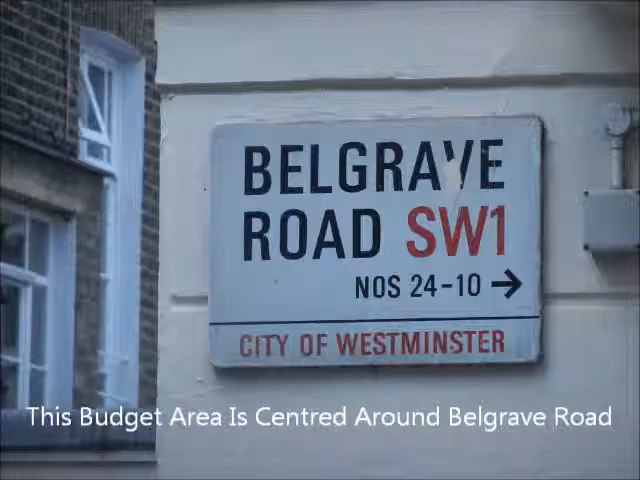 BELGRAVE
ROAD SW1
NOS 24-10 →
CITY OF WESTMINSTER
This Budget Area Is Centred Around Belgrave Road